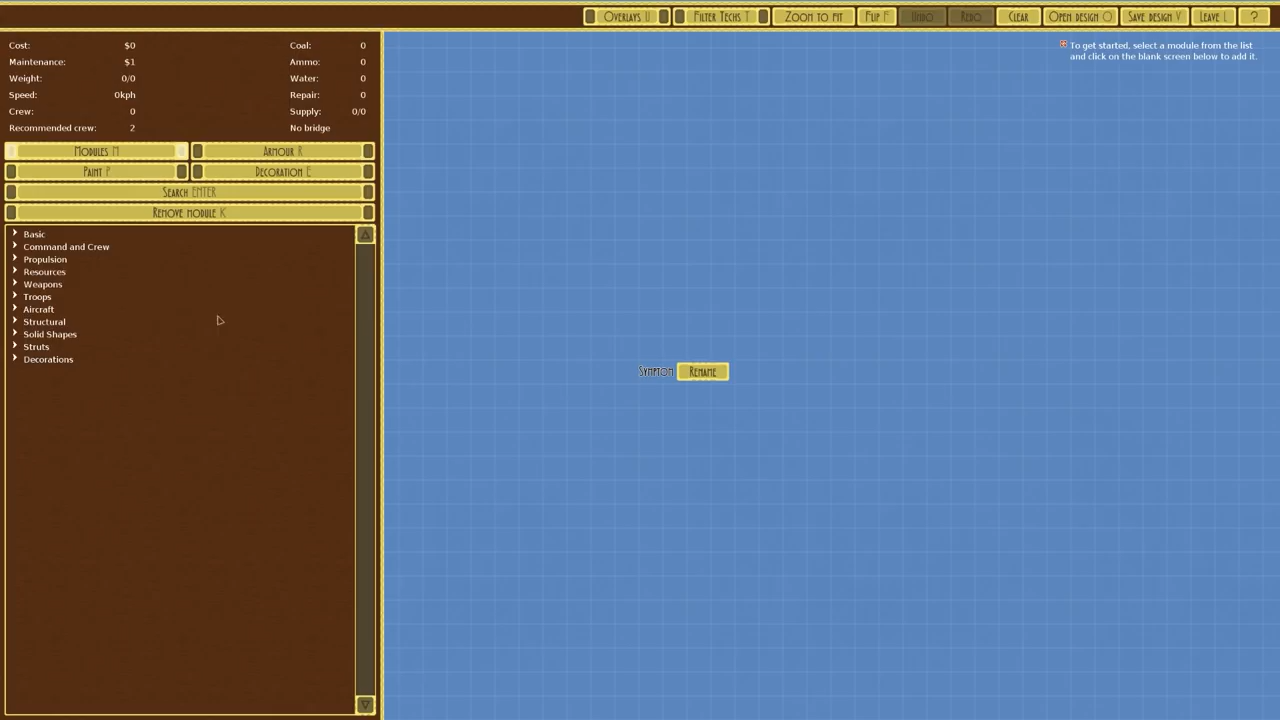 OVERLAYS U FILTER TECHS T ZOOM TO FIT FLIP F UNDO REDO CLEAR OPEN DESIGN O SAVE DESIGN V LEAVE L ?
Cost: $0 Coal: 0
Maintenance: $1 Ammo: 0
Weight: 0/0 Water: 0
Speed: 0kph Repair: 0
Crew: 0 Supply: 0/0
Recommended crew: 2 No bridge
To get started, select a module from the list
and click on the blank screen below to add it.
MODULES M ARMOUR R
PAINT P DECORATION E
SEARCH ENTER
REMOVE MODULE K
Basic
Command and Crew
Propulsion
Resources
Weapons
Troops
Aircraft
Structural
Solid Shapes
Struts
Decorations
SYMPTON RENAME